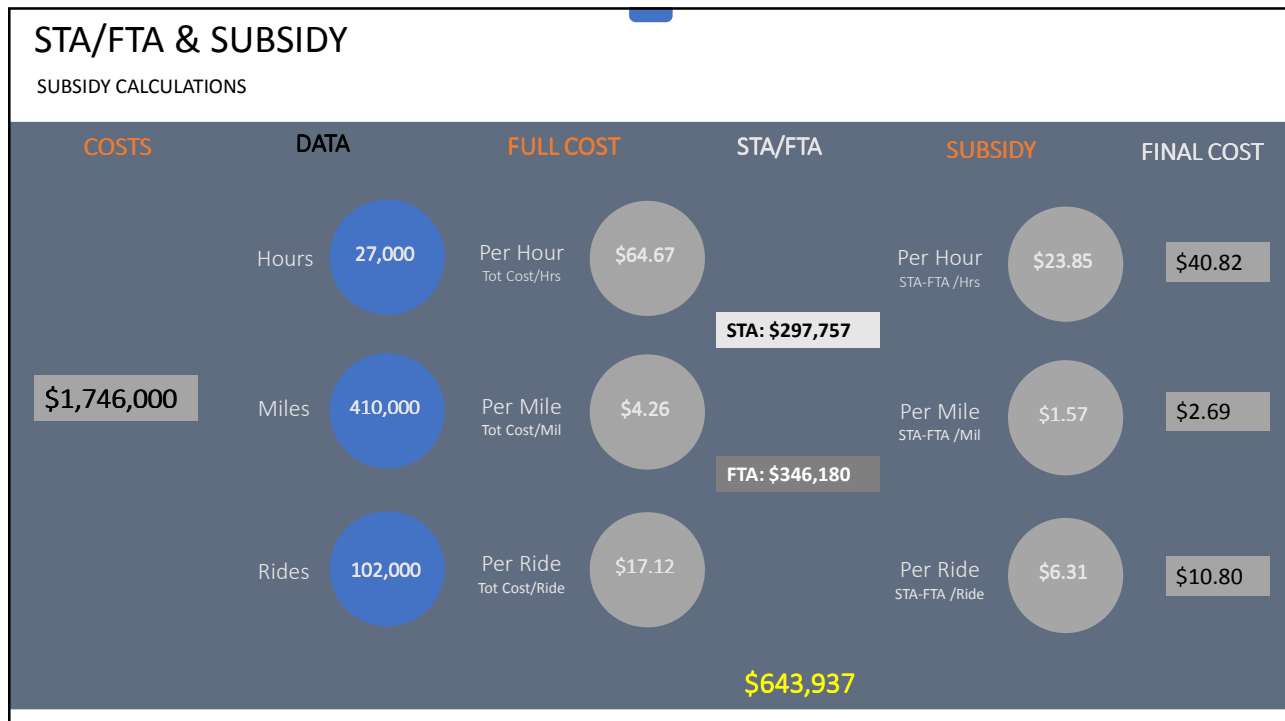 STA/FTA & SUBSIDY
SUBSIDY CALCULATIONS
COSTS
DATA
FULL COST
STA/FTA
SUBSIDY
FINAL COST
Hours
27,000
Per Hour
Tot Cost/Hrs
$64.67
Per Hour
STA-FTA /Hrs
$23.85
$40.82
STA: $297,757
$1,746,000
Miles
410,000
Per Mile
Tot Cost/Mil
$4.26
Per Mile
STA-FTA /Mil
$1.57
$2.69
FTA: $346,180
Rides
102,000
Per Ride
Tot Cost/Ride
$17.12
Per Ride
STA-FTA /Ride
$6.31
$10.80
$643,937